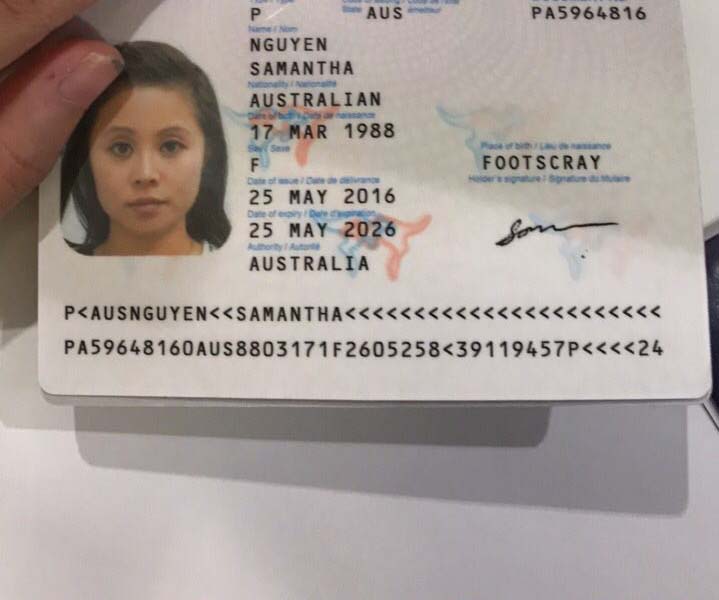 P AUS PA5964816
State émetteur
Name / Nom
NGUYEN
SAMANTHA
Nationality / Nationalité
AUSTRALIAN
Date of birth / Date de naissance
17 MAR 1988
Sex / Sexe
F
Place of birth / Lieu de naissance
FOOTSCRAY
Date of issue / Date de délivrance
Holder's signature / Signature du titulaire
25 MAY 2016
Date of expiry / Date d'expiration
25 MAY 2026
Authority / Autorité
AUSTRALIA
P<AUSNGUYEN<<SAMANTHA<<<<<<<<<<<<<<<<<<<<<<<
PA59648160AUS8803171F2605258<39119457P<<<<24